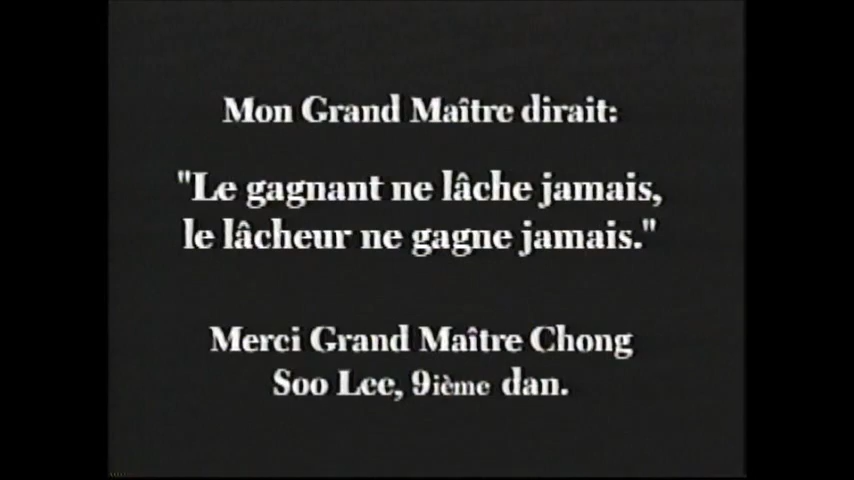 Mon Grand Maître dirait:
"Le gagnant ne lâche jamais,
le lâcheur ne gagne jamais."
Merci Grand Maître Chong
Soo Lee, 9ième dan.